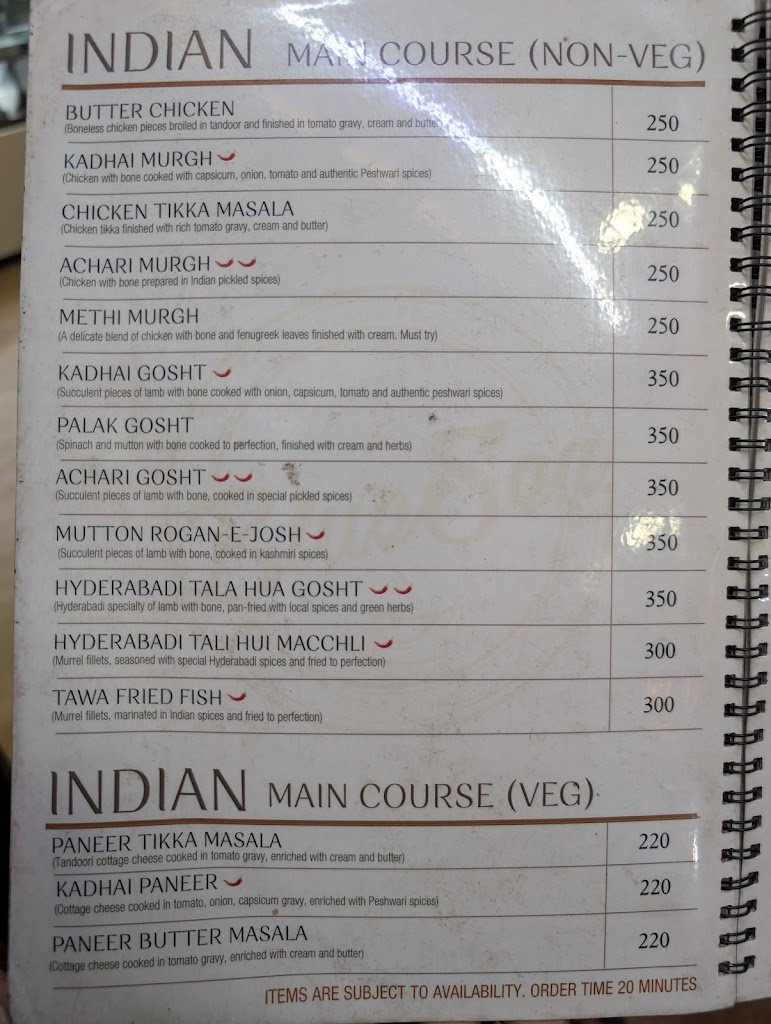 INDIAN MAIN COURSE (NON-VEG)
BUTTER CHICKEN
(Boneless chicken pieces broiled in tandoor and finished in tomato gravy, cream and butter)
250
KADHAI MURGH
(Chicken with bone cooked with capsicum, onion, tomato and authentic Peshwari spices)
250
CHICKEN TIKKA MASALA
(Chicken tikka finished with rich tomato gravy, cream and butter)
250
ACHARI MURGH
(Chicken with bone prepared in Indian pickled spices)
250
METHI MURGH
(A delicate blend of chicken with bone and fenugreek leaves finished with cream. Must try)
250
KADHAI GOSHT
(Succulent pieces of lamb with bone cooked with onion, capsicum, tomato and authentic peshwari spices)
350
PALAK GOSHT
(Spinach and mutton with bone cooked to perfection, finished with cream and herbs)
350
ACHARI GOSHT
(Succulent pieces of lamb with bone, cooked in special pickled spices)
350
MUTTON ROGAN-E-JOSH
(Succulent pieces of lamb with bone, cooked in kashmiri spices)
350
HYDERABADI TALA HUA GOSHT
(Hyderabadi specialty of lamb with bone, pan-fried with local spices and green herbs)
350
HYDERABADI TALI HUI MACCHLI
(Murrel fillets, seasoned with special Hyderabadi spices and fried to perfection)
300
TAWA FRIED FISH
(Murrel fillets, marinated in Indian spices and fried to perfection)
300
INDIAN MAIN COURSE (VEG)
PANEER TIKKA MASALA
(Tandoori cottage cheese cooked in tomato gravy, enriched with cream and butter)
220
KADHAI PANEER
(Cottage cheese cooked in tomato, onion, capsicum gravy, enriched with Peshwari spices)
220
PANEER BUTTER MASALA
(Cottage cheese cooked in tomato gravy, enriched with cream and butter)
220
ITEMS ARE SUBJECT TO AVAILABILITY. ORDER TIME 20 MINUTES